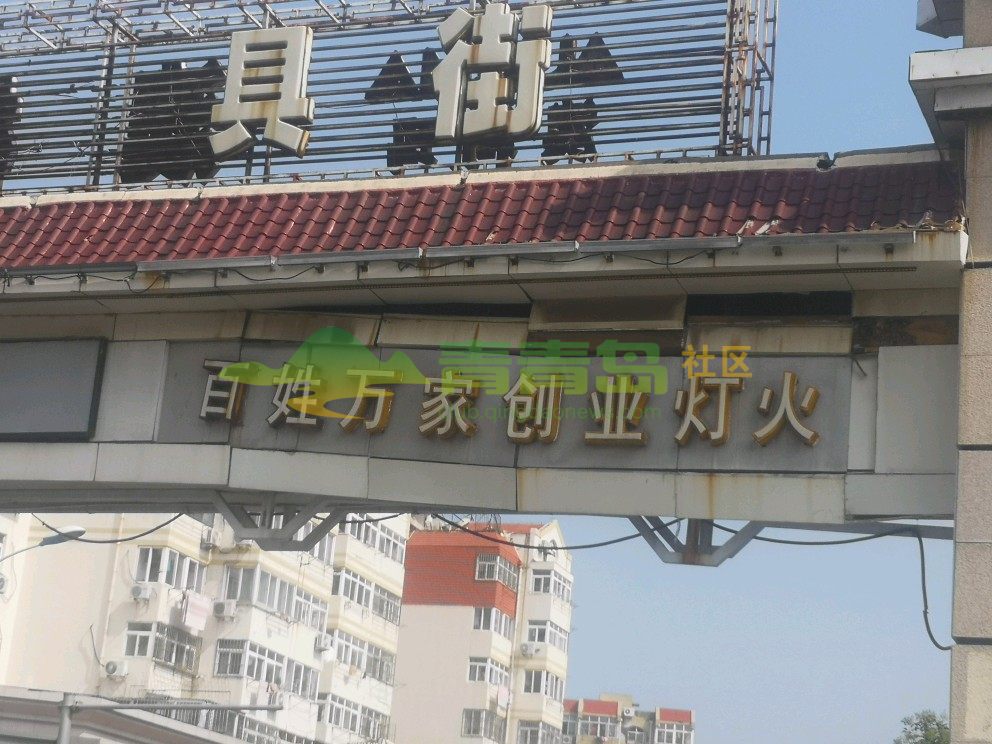 具街
青青岛 社区
百姓万家创业灯火